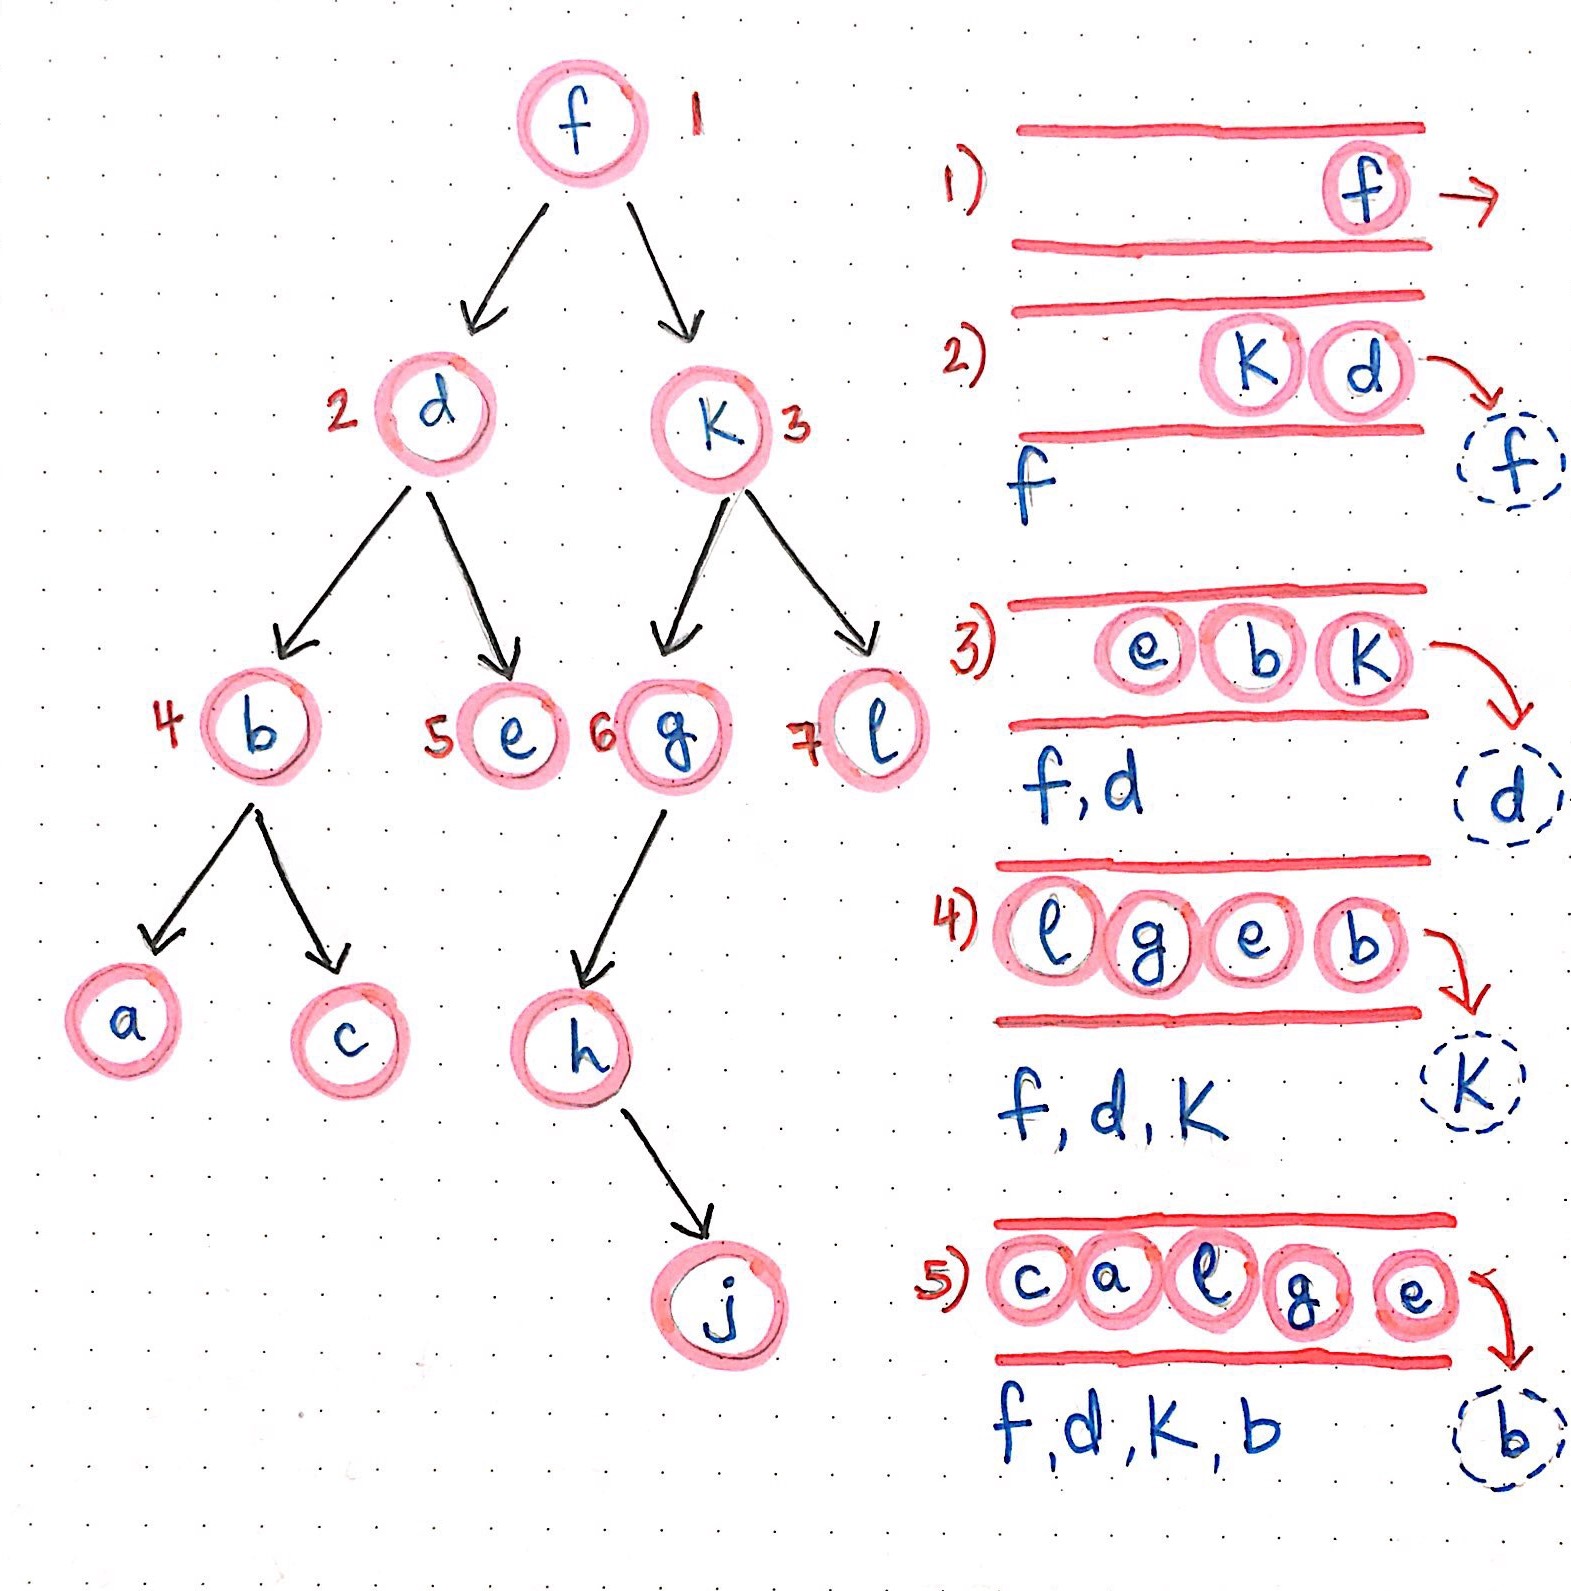 f 1
2 d K 3
4 b 5 e 6 g 7 l
a c h
j
1) f
2) K d
f
f
3) e b K
f, d
d
4) l g e b
K
f, d, K
5) c a l g e
f, d, K, b
b